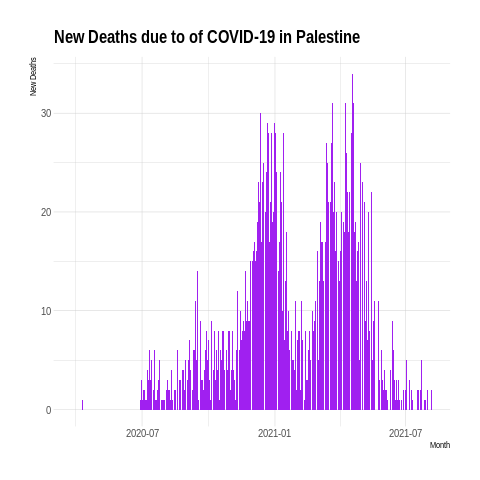 New Deaths due to of COVID-19 in Palestine
New Deaths
30
20
10
0
2020-07
2021-01
2021-07
Month